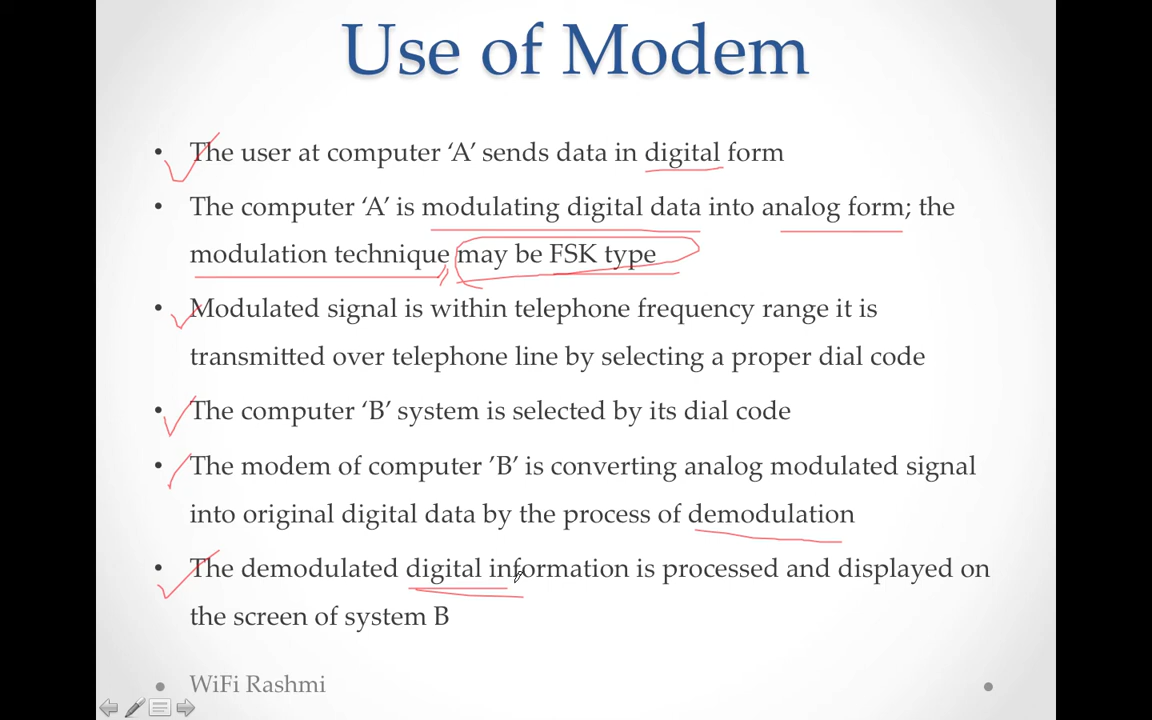 Use of Modem
• The user at computer ‘A’ sends data in digital form
• The computer ‘A’ is modulating digital data into analog form; the
modulation technique may be FSK type
• Modulated signal is within telephone frequency range it is
transmitted over telephone line by selecting a proper dial code
• The computer ‘B’ system is selected by its dial code
• The modem of computer ’B’ is converting analog modulated signal
into original digital data by the process of demodulation
• The demodulated digital information is processed and displayed on
the screen of system B
WiFi Rashmi